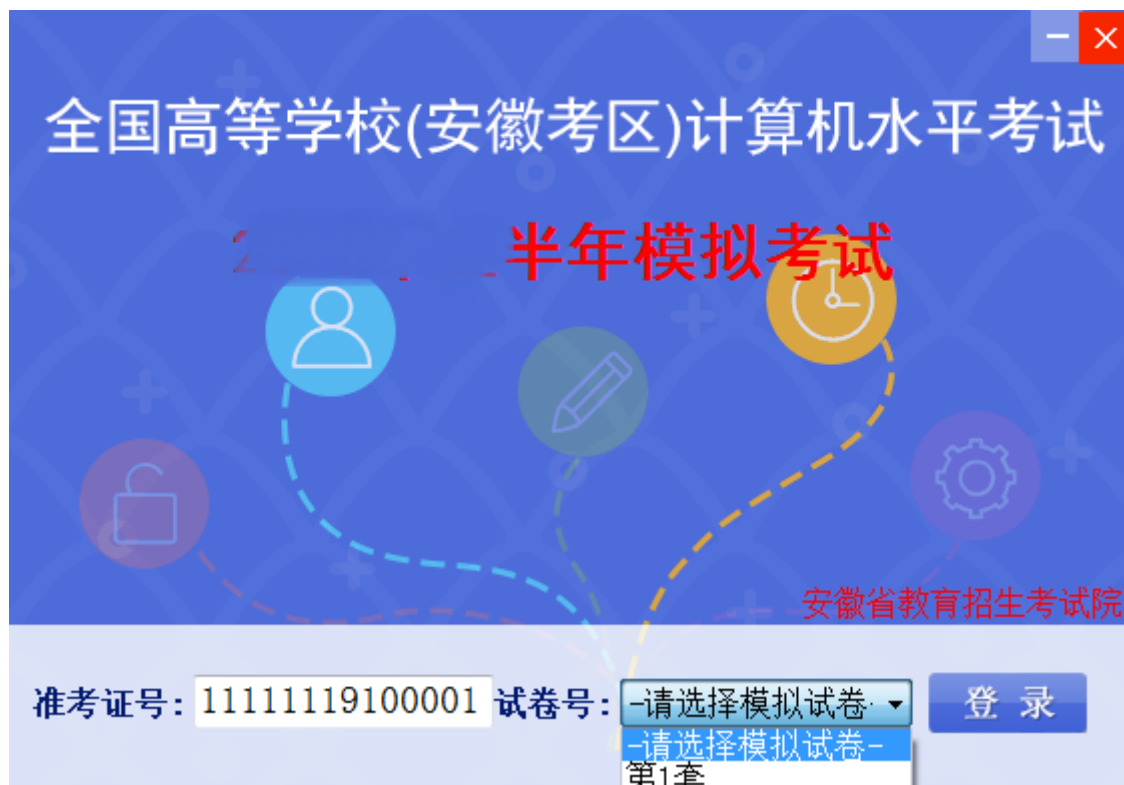 全国高等学校(安徽考区)计算机水平考试
半年模拟考试
安徽省教育招生考试院
准考证号: 11111119100001 试卷号: -请选择模拟试卷- 登 录
-请选择模拟试卷-
第1套